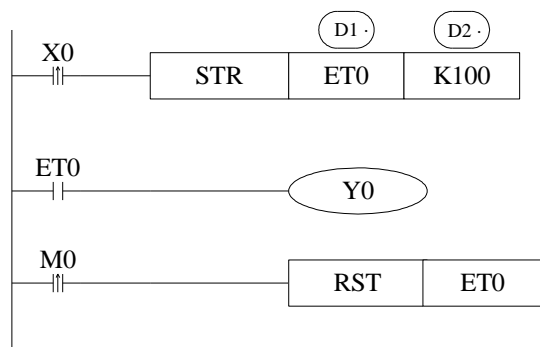 D1 · D2 ·
X0
STR ET0 K100
ET0
Y0
M0
RST ET0